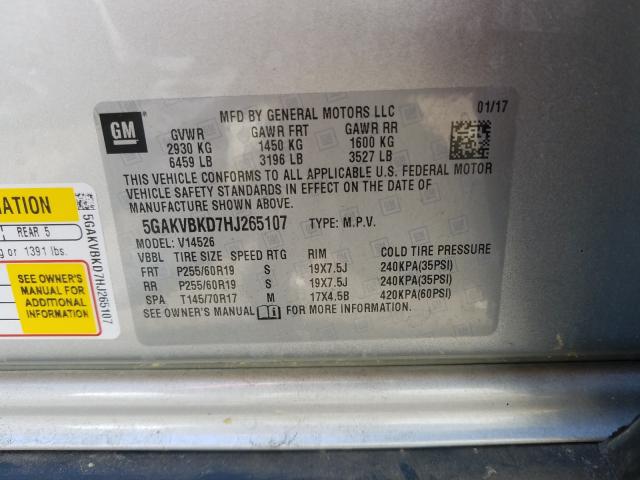 MFD BY GENERAL MOTORS LLC 01/17
GM
GVWR GAWR FRT GAWR RR
2930 KG 1450 KG 1600 KG
6459 LB 3196 LB 3527 LB
THIS VEHICLE CONFORMS TO ALL APPLICABLE U.S. FEDERAL MOTOR
VEHICLE SAFETY STANDARDS IN EFFECT ON THE DATE OF
MANUFACTURE SHOWN ABOVE.
5GAKVBKD7HJ265107 TYPE: M.P.V.
MODEL: V14526
VBBL TIRE SIZE SPEED RTG RIM COLD TIRE PRESSURE
FRT P255/60R19 S 19X7.5J 240KPA(35PSI)
RR P255/60R19 S 19X7.5J 240KPA(35PSI)
SPA T145/70R17 M 17X4.5B 420KPA(60PSI)
SEE OWNER'S MANUAL FOR MORE INFORMATION.
REAR 5
or 1391 lbs.
SEE OWNER'S
MANUAL FOR
ADDITIONAL
INFORMATION
5GAKVBKD7HJ265107